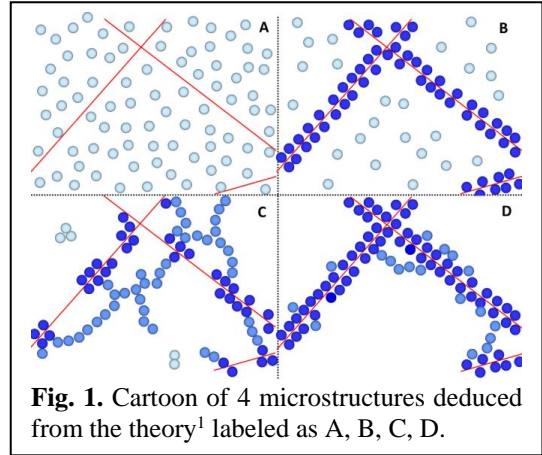 A
B
C
D
Fig. 1. Cartoon of 4 microstructures deduced
from the theory¹ labeled as A, B, C, D.